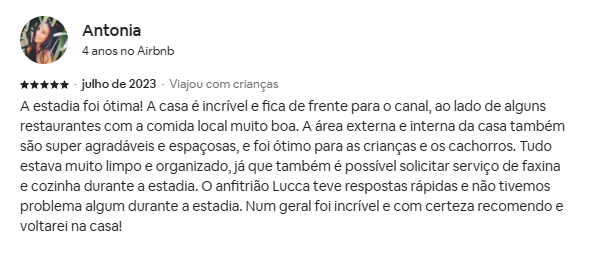 Antonia
4 anos no Airbnb
★★★★★ · julho de 2023 · Viajou com crianças
A estadia foi ótima! A casa é incrível e fica de frente para o canal, ao lado de alguns
restaurantes com a comida local muito boa. A área externa e interna da casa também
são super agradáveis e espaçosas, e foi ótimo para as crianças e os cachorros. Tudo
estava muito limpo e organizado, já que também é possível solicitar serviço de faxina
e cozinha durante a estadia. O anfitrião Lucca teve respostas rápidas e não tivemos
problema algum durante a estadia. Num geral foi incrível e com certeza recomendo e
voltarei na casa!